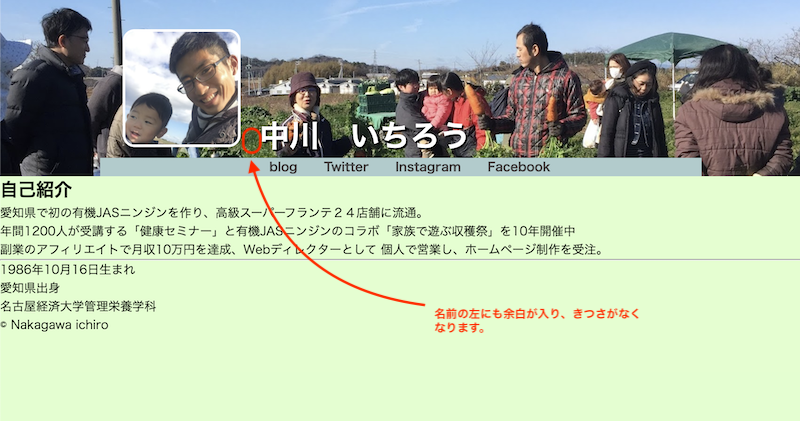 中川　いちろう
blog Twitter Instagram Facebook
自己紹介
愛知県で初の有機JASニンジンを作り、高級スーパーフランテ２４店舗に流通。
年間1200人が受講する「健康セミナー」と有機JASニンジンのコラボ「家族で遊ぶ収穫祭」を10年開催中
副業のアフィリエイトで月収10万円を達成、Webディレクターとして 個人で営業し、ホームページ制作を受注。
1986年10月16日生まれ
愛知県出身
名古屋経済大学管理栄養学科
© Nakagawa ichiro
名前の左にも余白が入り、きつさがなく
なります。